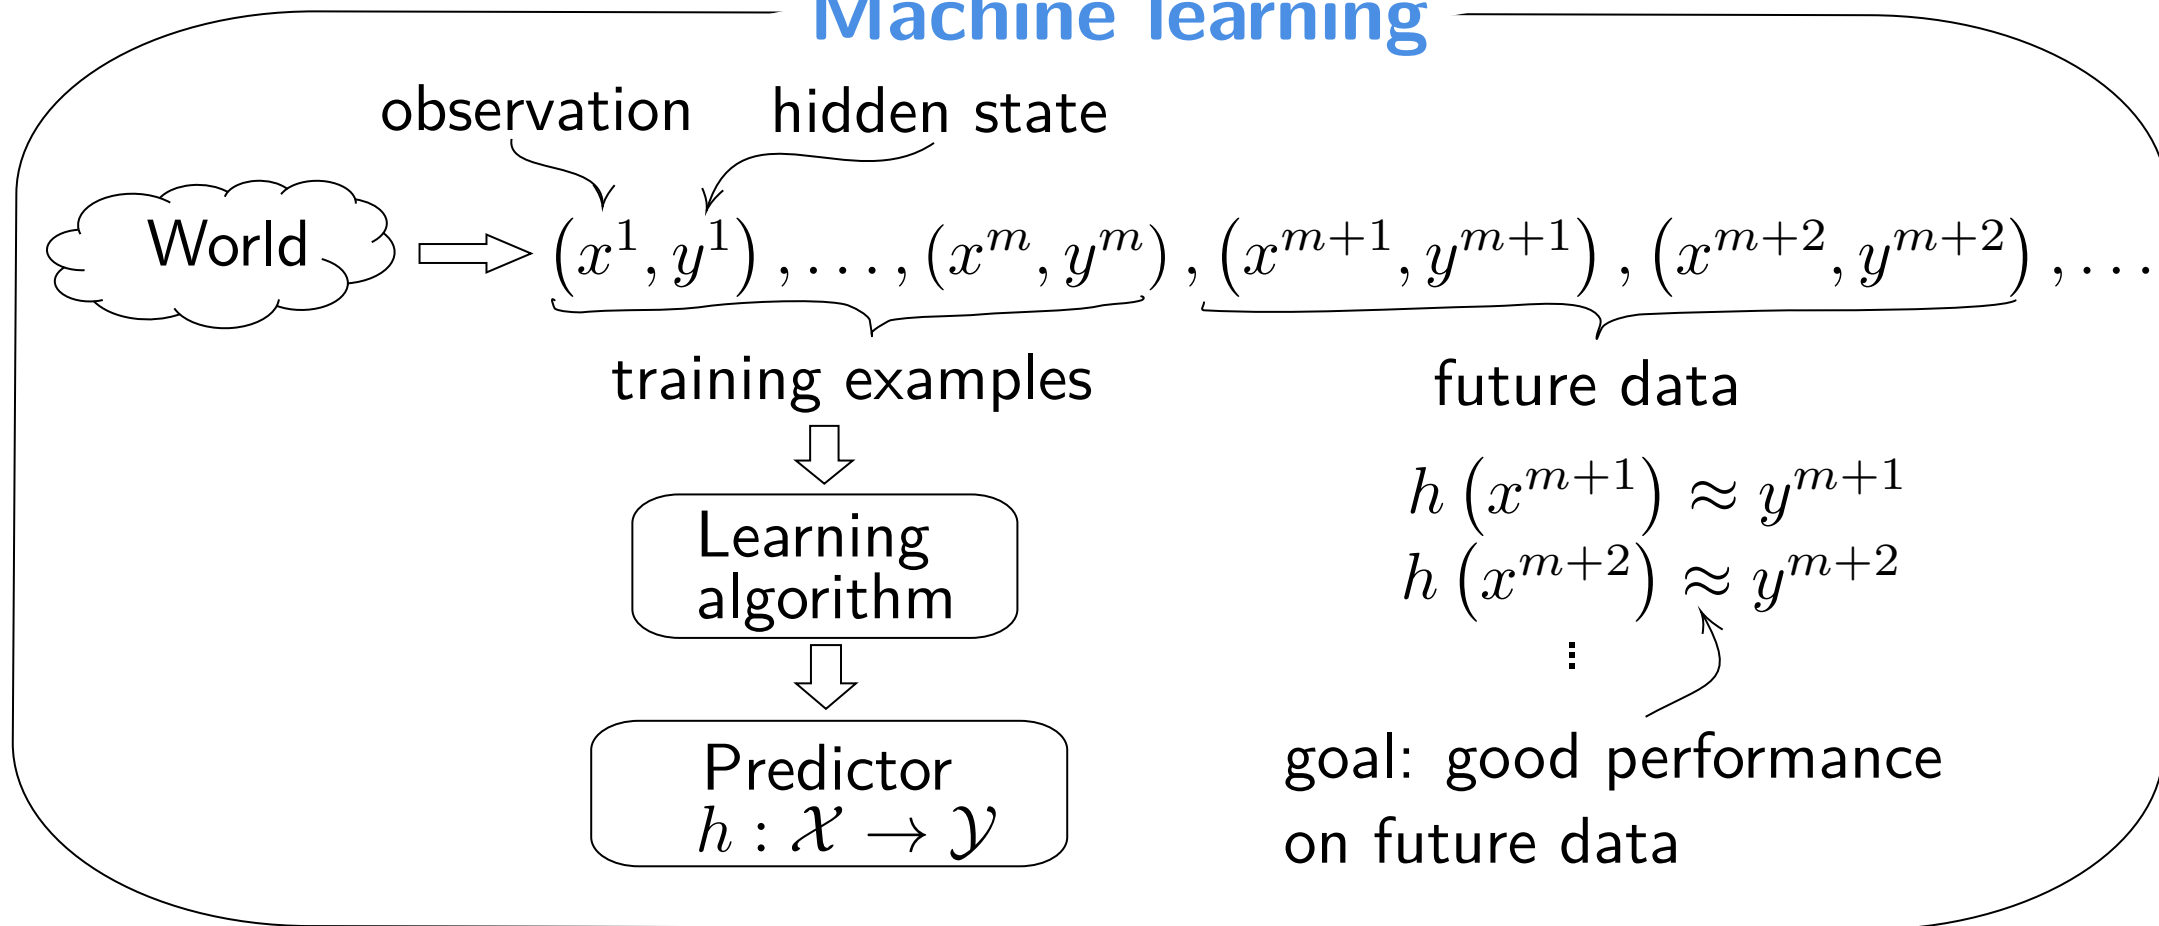 Machine learning
observation hidden state
World (x^1, y^1), ..., (x^m, y^m), (x^{m+1}, y^{m+1}), (x^{m+2}, y^{m+2}), ...
training examples
future data
Learning
algorithm
Predictor
h : 𝒳 → 𝒴
h(x^{m+1}) ≈ y^{m+1}
h(x^{m+2}) ≈ y^{m+2}
⋮
goal: good performance
on future data